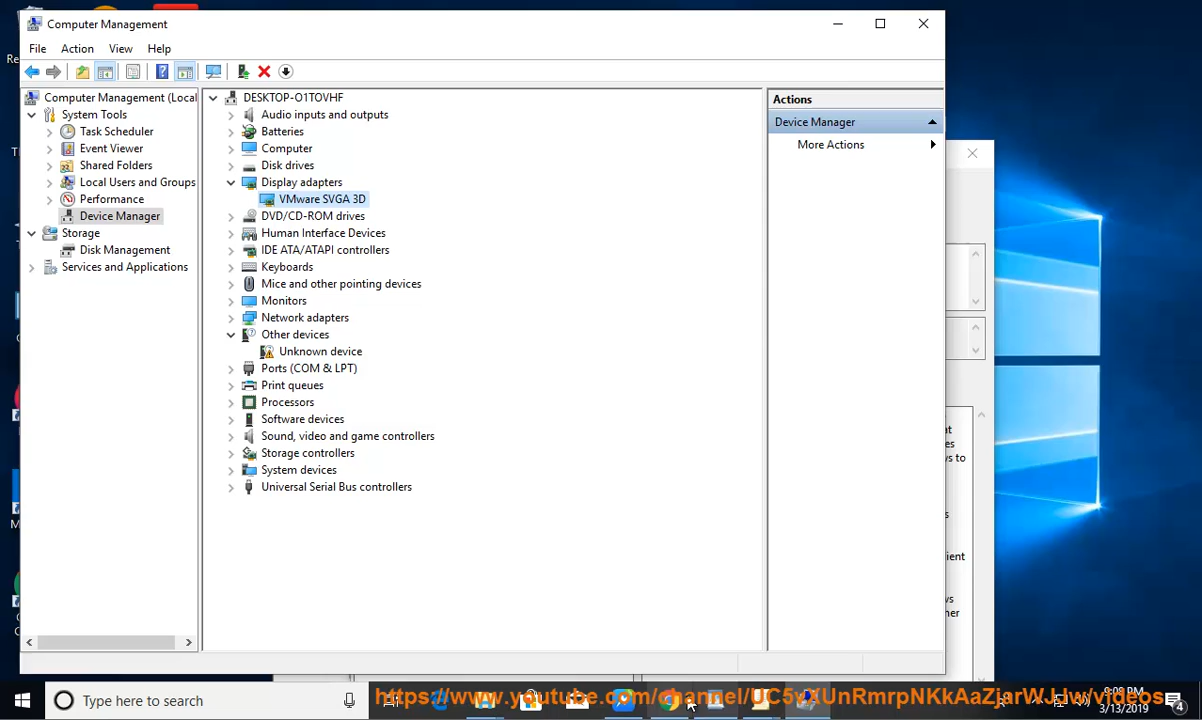 Computer Management
File Action View Help
Computer Management (Local
System Tools
Task Scheduler
Event Viewer
Shared Folders
Local Users and Groups
Performance
Device Manager
Storage
Disk Management
Services and Applications
DESKTOP-O1TOVHF
Audio inputs and outputs
Batteries
Computer
Disk drives
Display adapters
VMware SVGA 3D
DVD/CD-ROM drives
Human Interface Devices
IDE ATA/ATAPI controllers
Keyboards
Mice and other pointing devices
Monitors
Network adapters
Other devices
Unknown device
Ports (COM & LPT)
Print queues
Processors
Software devices
Sound, video and game controllers
Storage controllers
System devices
Universal Serial Bus controllers
Actions
Device Manager
More Actions
Type here to search
https://www.youtube.com/channel/UC5vXUnRmrpNKkAaZjarWJHw/videos
9:09 PM
3/13/2019
4